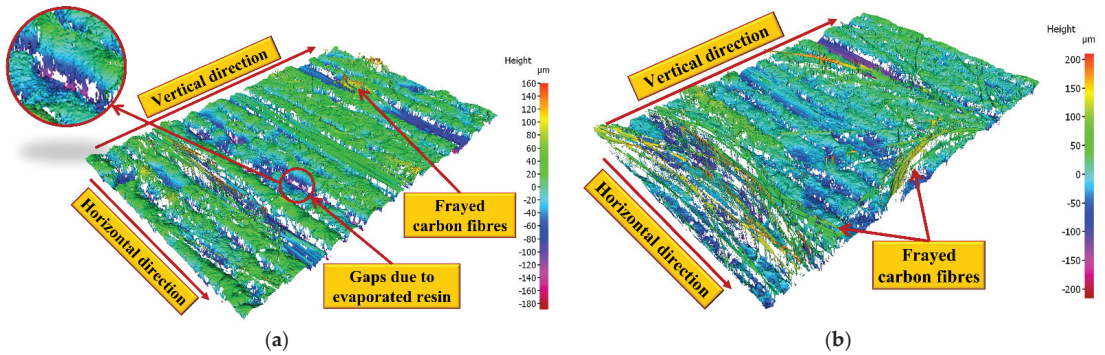 Vertical direction
Horizontal direction
Frayed
carbon fibres
Gaps due to
evaporated resin
Height
µm
160
140
120
100
80
60
40
20
0
-20
-40
-60
-80
-100
-120
-140
-160
-180
(a)
Vertical direction
Horizontal direction
Frayed
carbon fibres
Height
µm
200
150
100
50
0
-50
-100
-150
-200
(b)